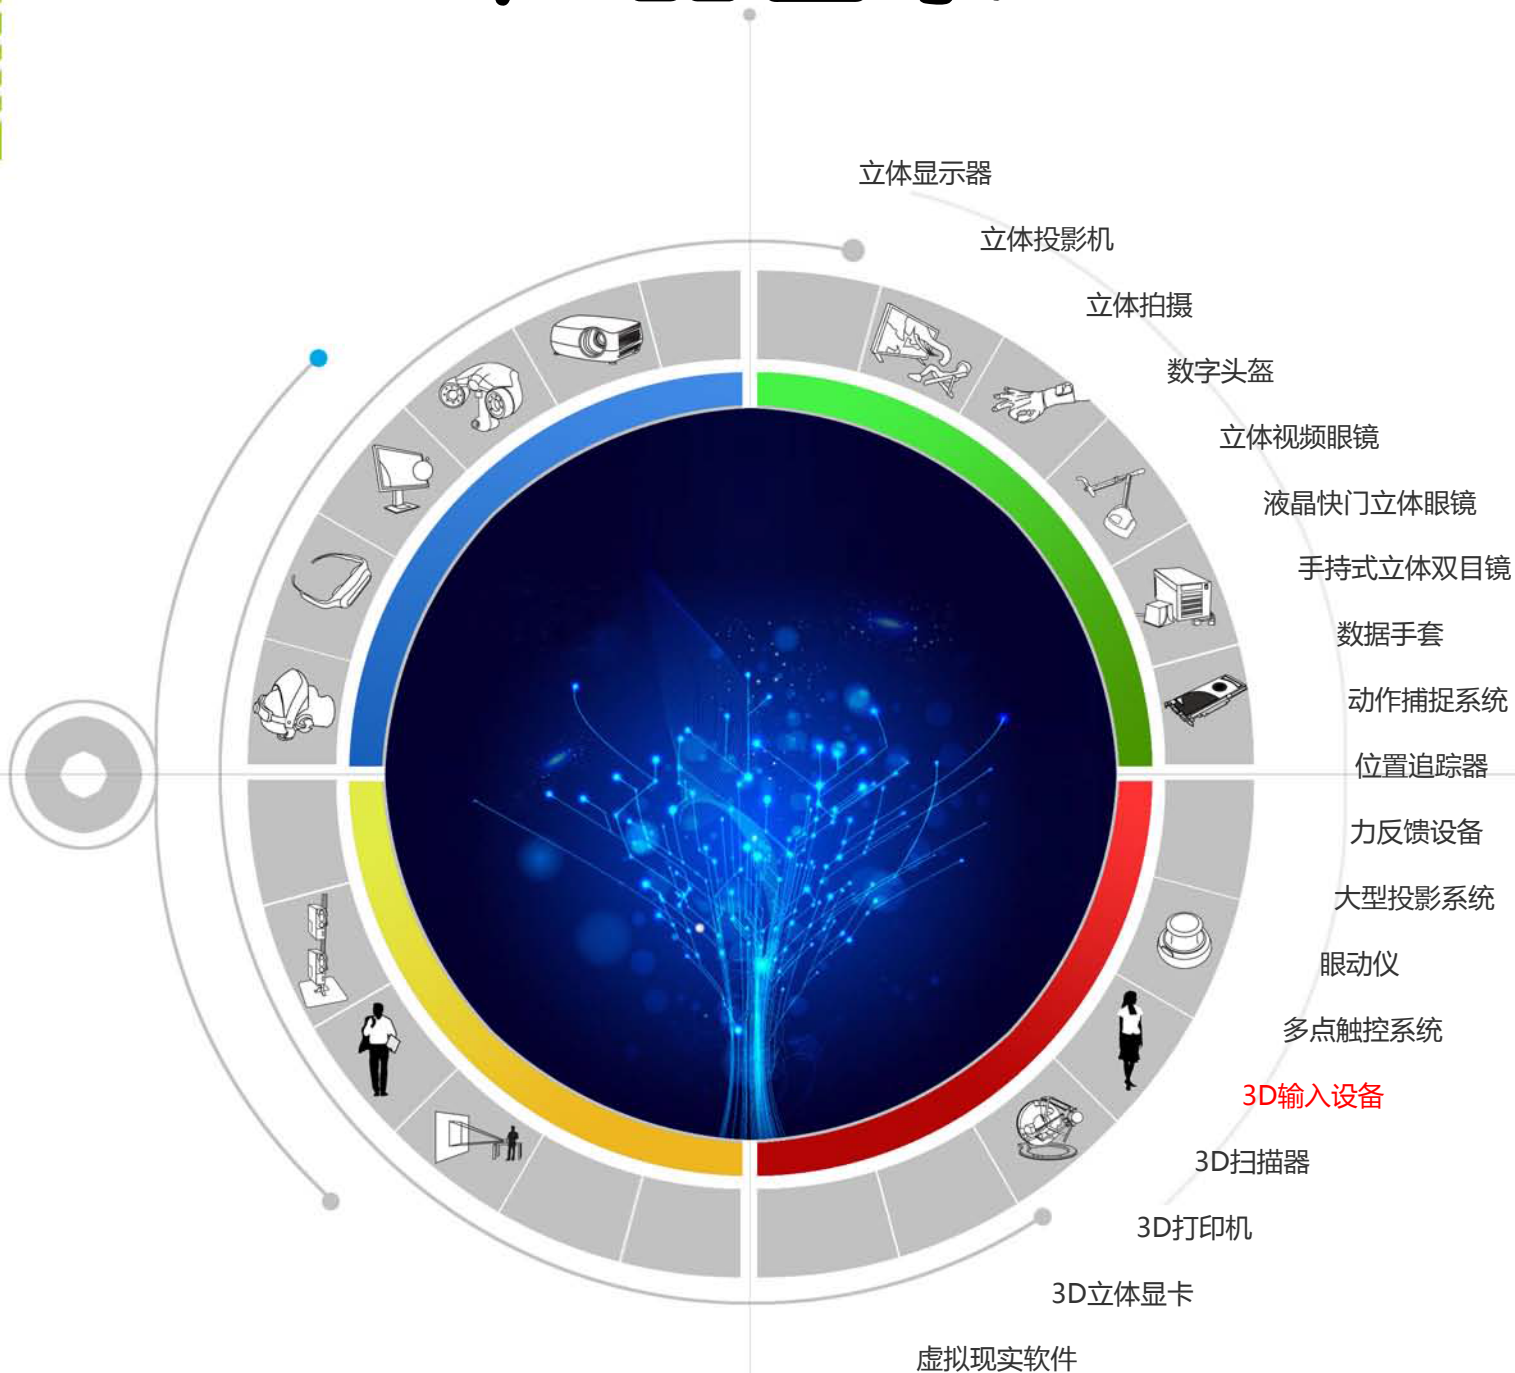 立体显示器
立体投影机
立体拍摄
数字头盔
立体视频眼镜
液晶快门立体眼镜
手持式立体双目镜
数据手套
动作捕捉系统
位置追踪器
力反馈设备
大型投影系统
眼动仪
多点触控系统
3D输入设备
3D扫描器
3D打印机
3D立体显卡
虚拟现实软件